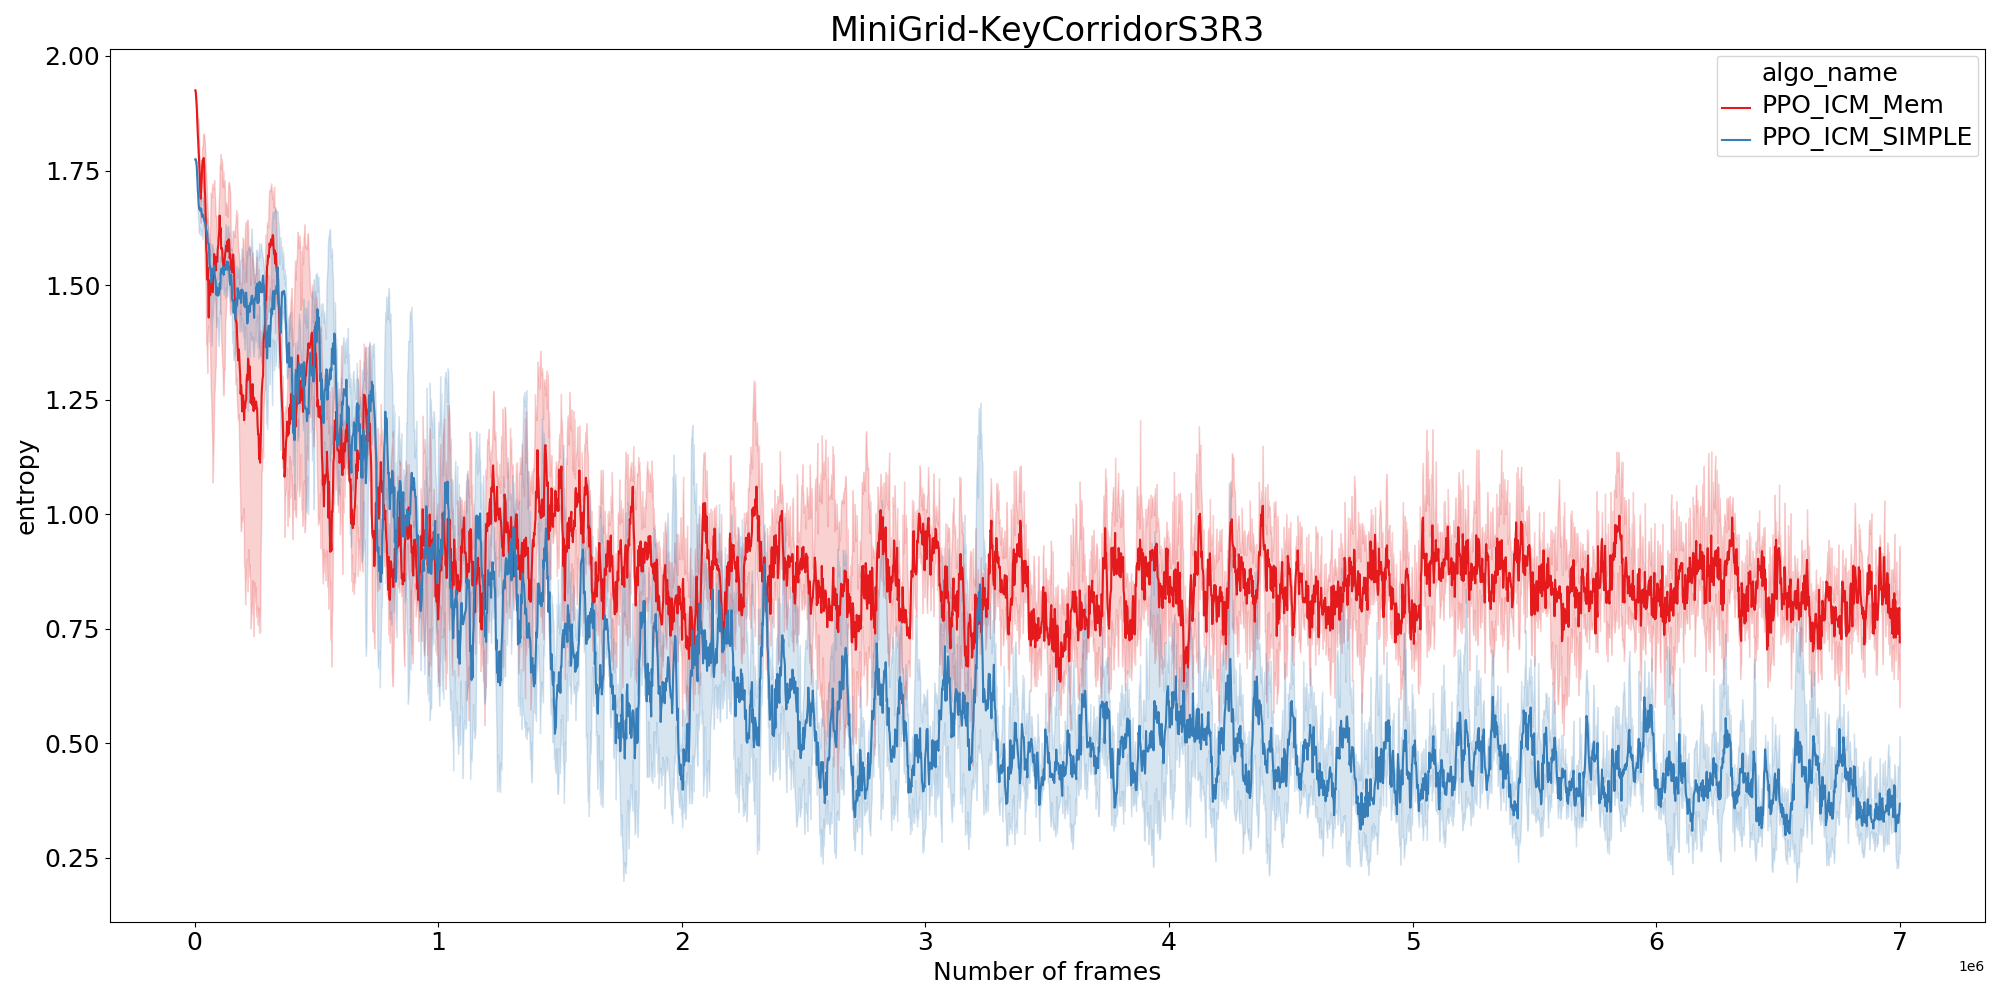 MiniGrid-KeyCorridorS3R3
algo_name
PPO_ICM_Mem
PPO_ICM_SIMPLE
entropy
2.00
1.75
1.50
1.25
1.00
0.75
0.50
0.25
0 1 2 3 4 5 6 7
1e6
Number of frames